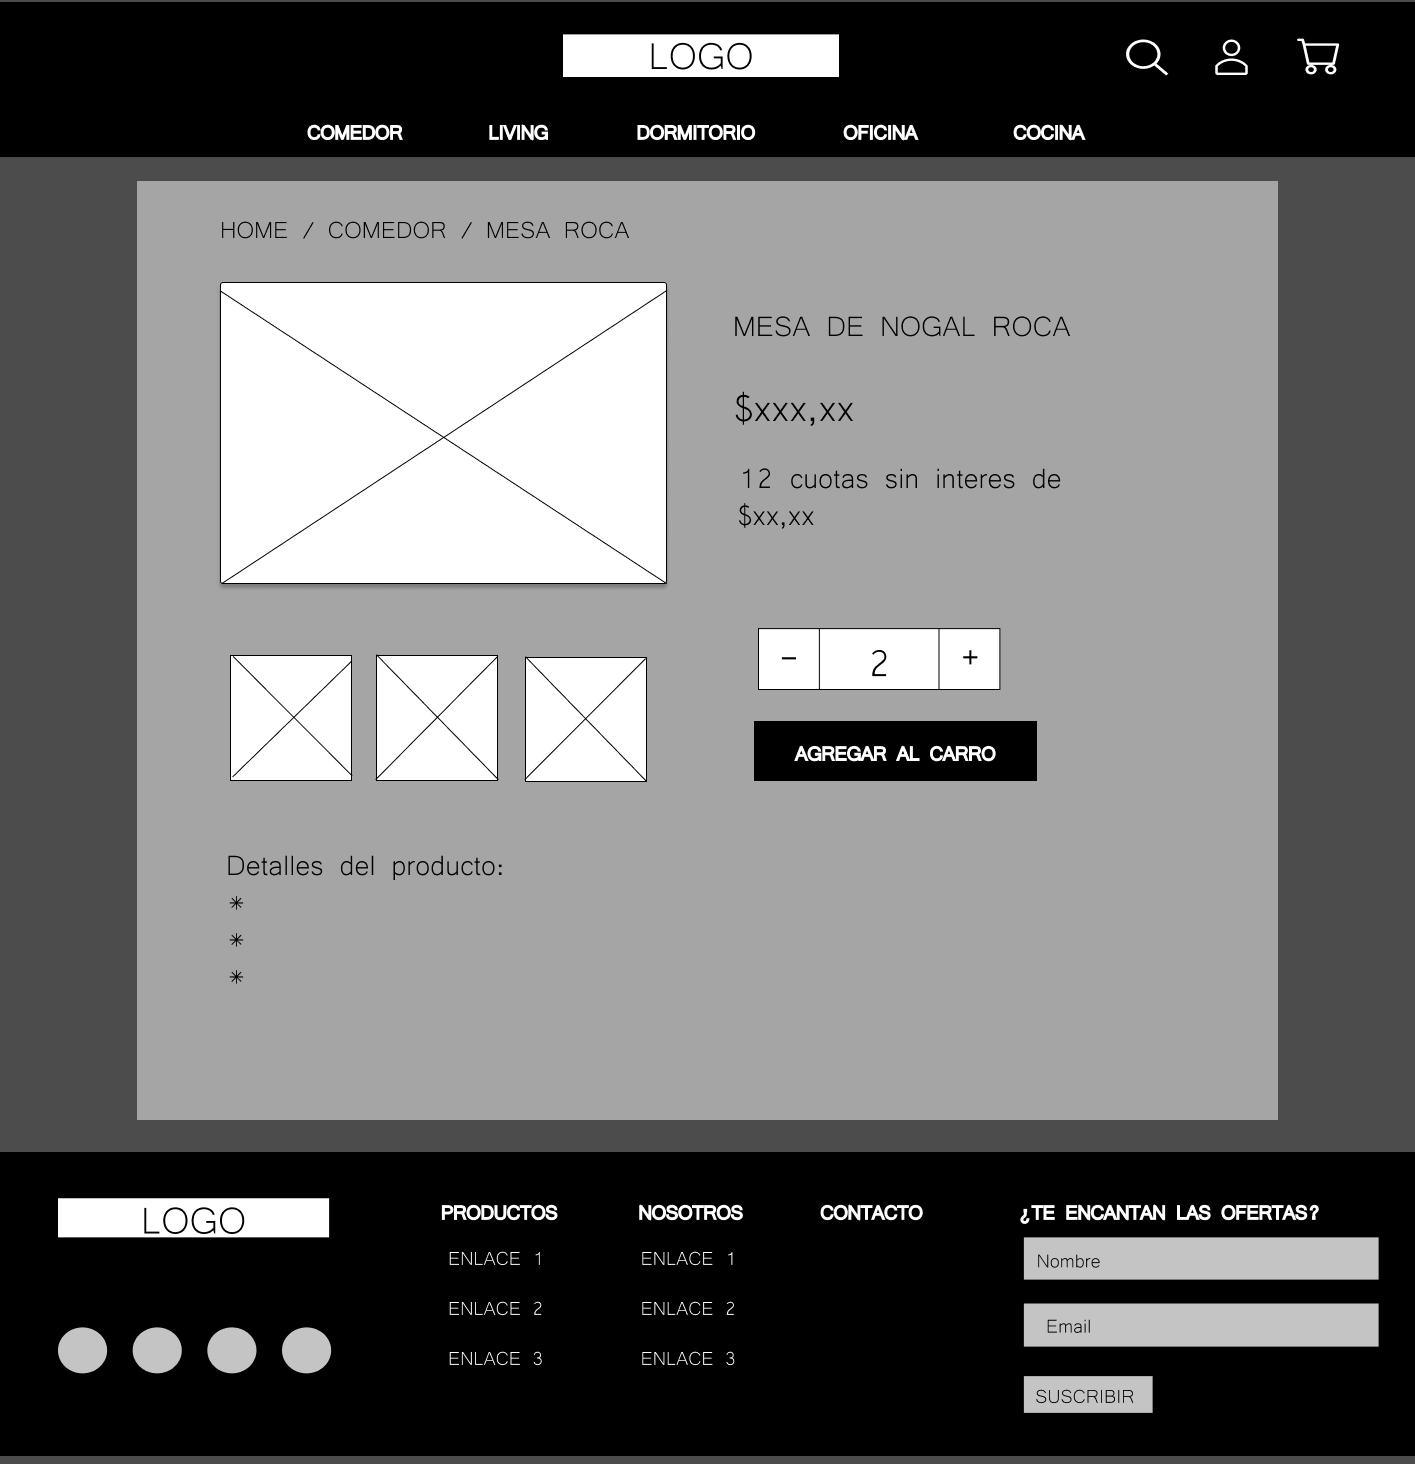 LOGO
COMEDOR LIVING DORMITORIO OFICINA COCINA
HOME / COMEDOR / MESA ROCA
MESA DE NOGAL ROCA
$xxx,xx
12 cuotas sin interes de
$xx,xx
- 2 +
AGREGAR AL CARRO
Detalles del producto:
*
*
*
LOGO
PRODUCTOS
ENLACE 1
ENLACE 2
ENLACE 3
NOSOTROS
ENLACE 1
ENLACE 2
ENLACE 3
CONTACTO
¿TE ENCANTAN LAS OFERTAS?
Nombre
Email
SUSCRIBIR